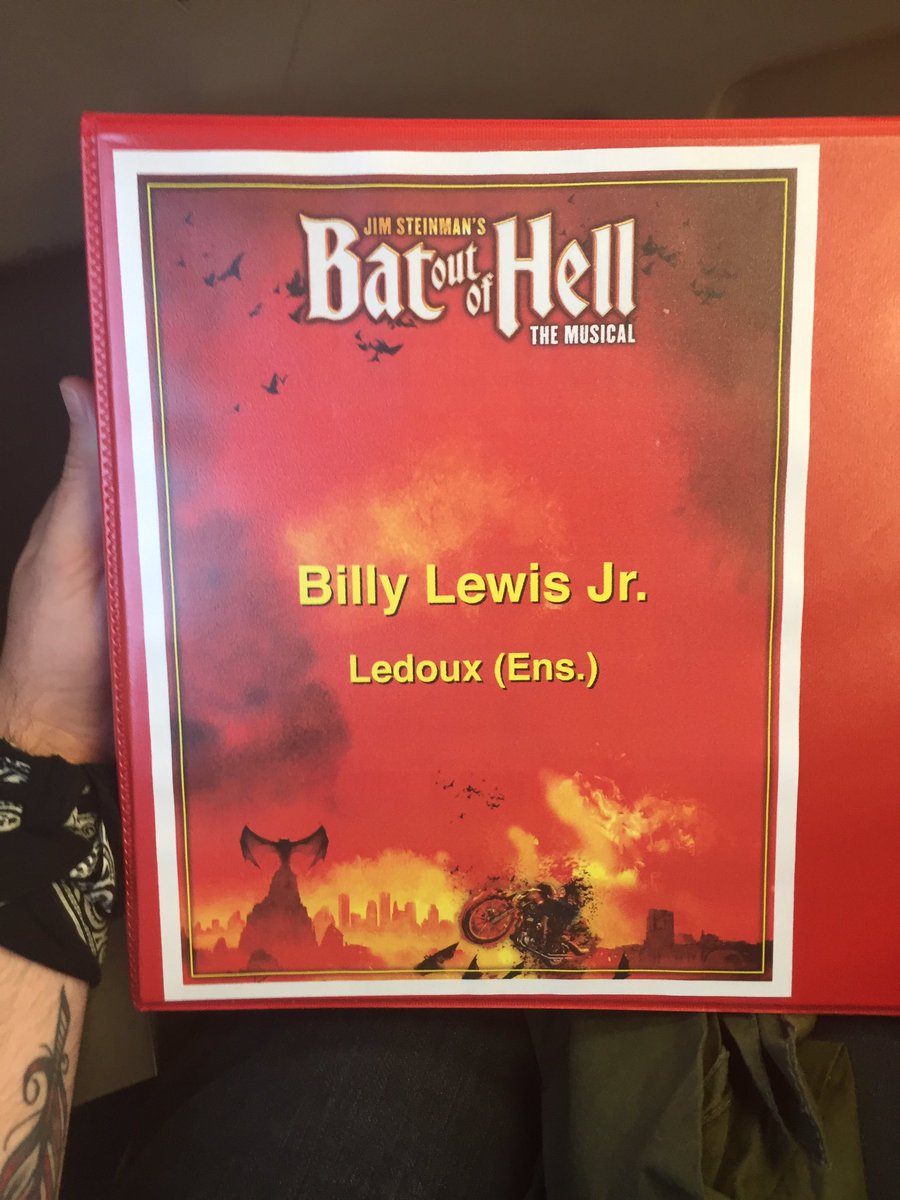 JIM STEINMAN'S
Bat out of Hell
THE MUSICAL
Billy Lewis Jr.
Ledoux (Ens.)